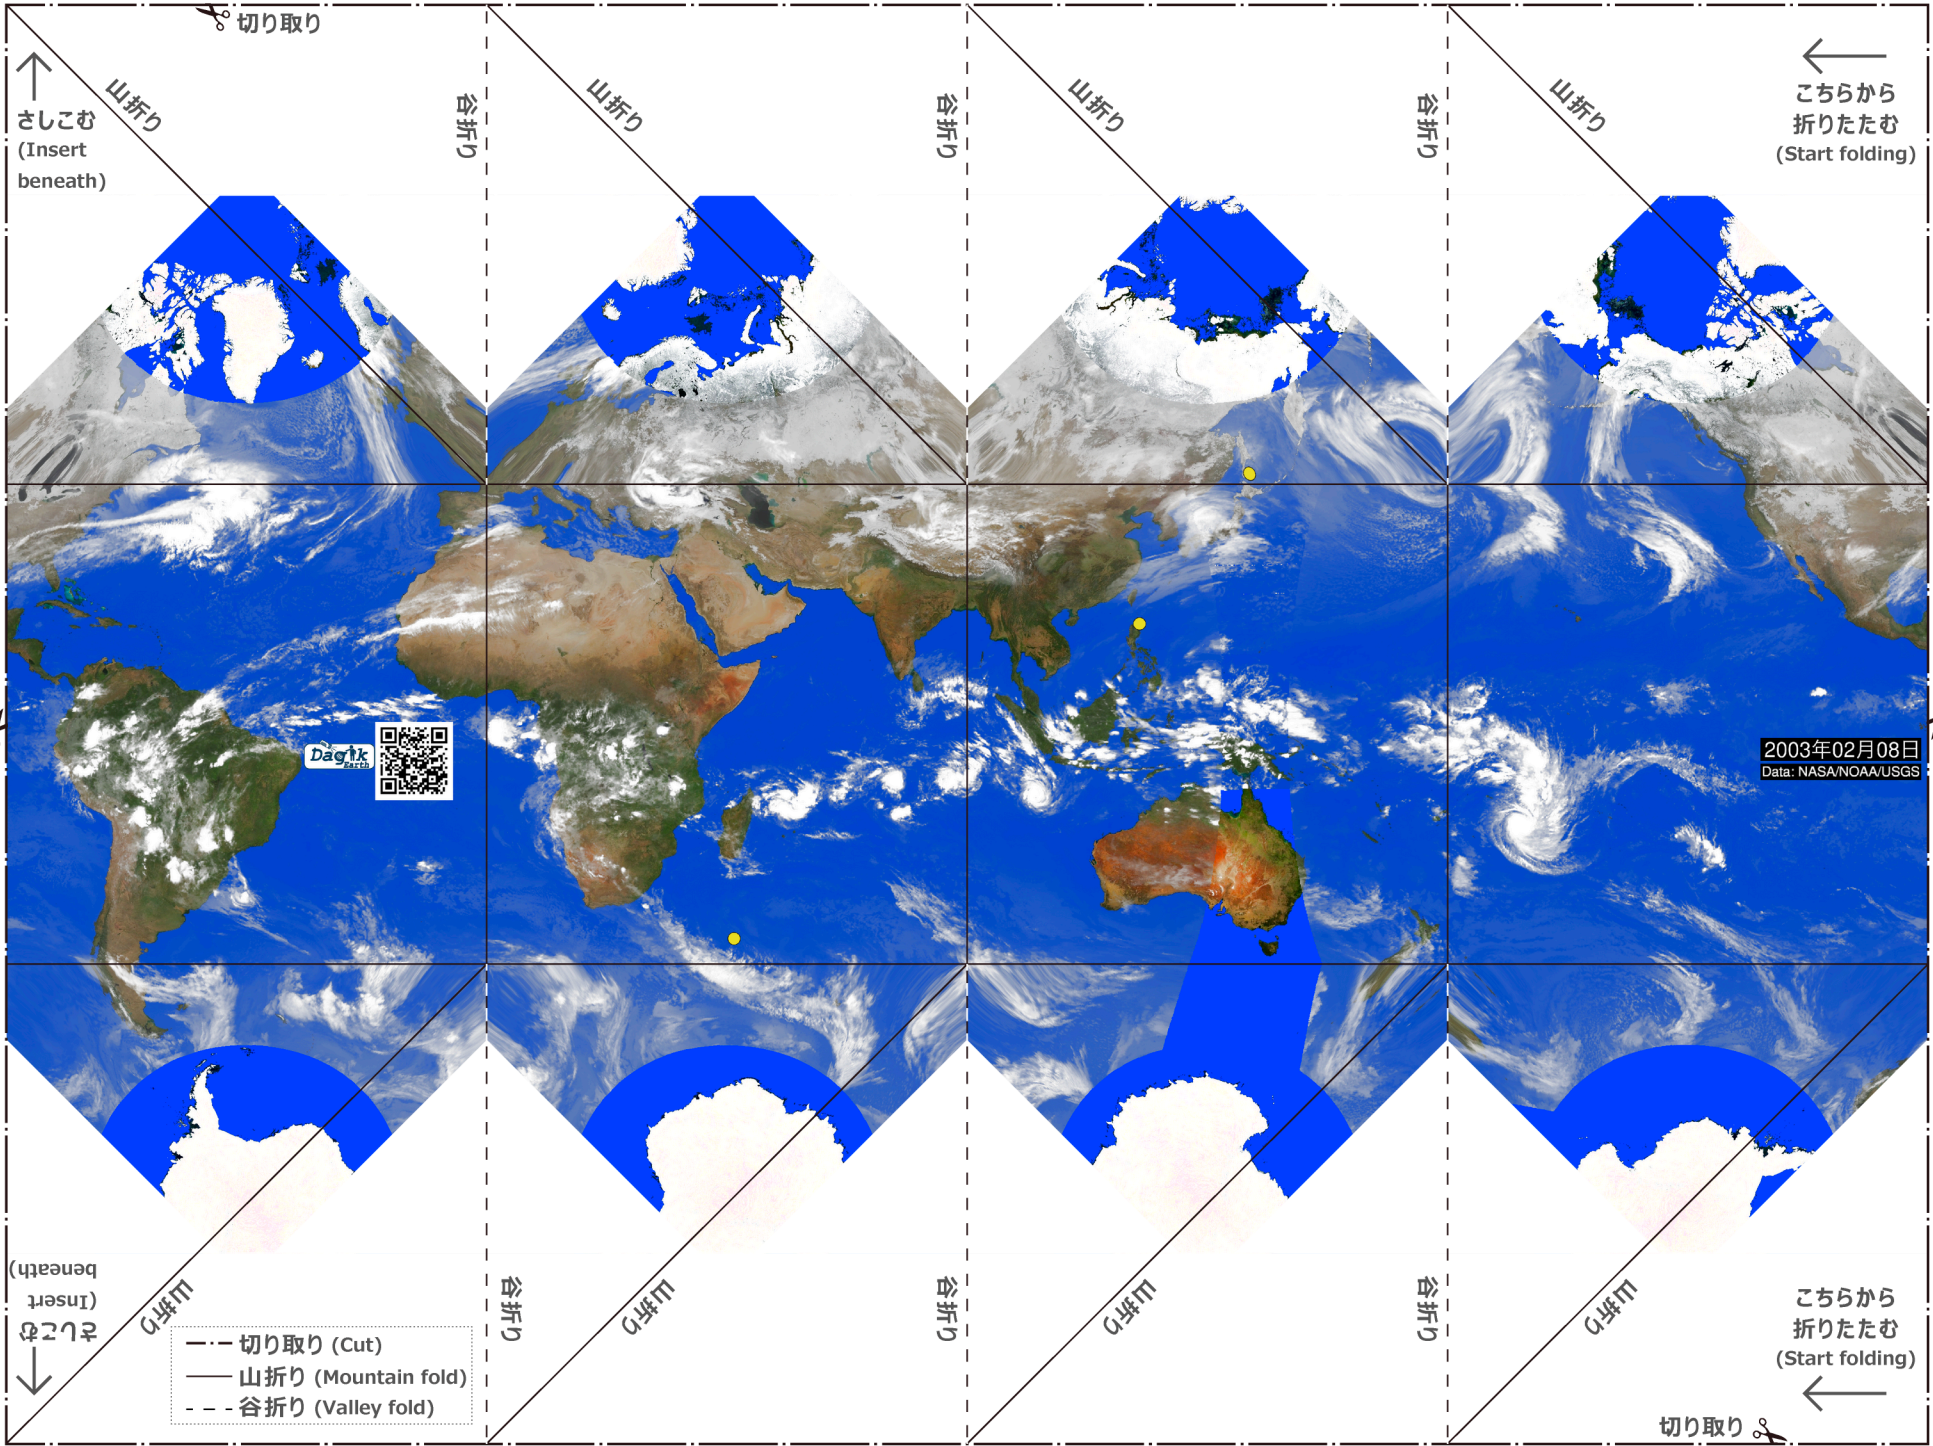 切り取り
山折り
谷折り
山折り
谷折り
山折り
谷折り
山折り
さしこむ
(Insert
beneath)
こちらから
折りたたむ
(Start folding)
Dagik
Earth
2003年02月08日
Data: NASA/NOAA/USGS
さしこむ
(Insert
beneath)
山折り
谷折り
山折り
谷折り
山折り
谷折り
山折り
こちらから
折りたたむ
(Start folding)
切り取り (Cut)
山折り (Mountain fold)
谷折り (Valley fold)
切り取り